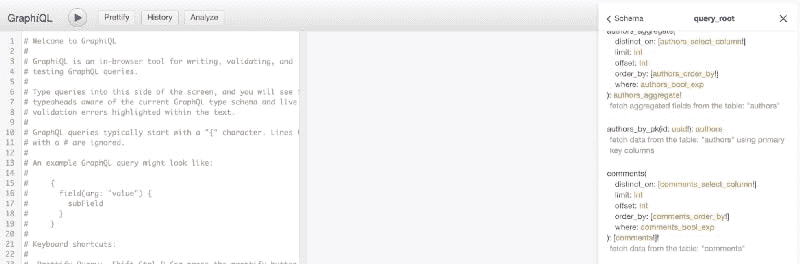 GraphiQL
Prettify
History
Analyze
1 # Welcome to GraphiQL
2 #
3 # GraphiQL is an in-browser tool for writing, validating, and
4 # testing GraphQL queries.
5 #
6 # Type queries into this side of the screen, and you will see
7 # typeaheads aware of the current GraphQL type schema and live
8 # validation errors highlighted within the text.
9 #
10 # GraphQL queries typically start with a "{" character. Lines
11 # with a # are ignored.
12 #
13 # An example GraphQL query might look like:
14 #
15 # {
16 # field(arg: "value") {
17 # subField
18 # }
19 # }
20 #
21 # Keyboard shortcuts:
22 #
Schema
query_root
authors_aggregate(
distinct_on: [authors_select_column!]
limit: Int
offset: Int
order_by: [authors_order_by!]
where: authors_bool_exp
): authors_aggregate!
fetch aggregated fields from the table: "authors"
authors_by_pk(id: uuid!): authors
fetch data from the table: "authors" using primary
key columns
comments(
distinct_on: [comments_select_column!]
limit: Int
offset: Int
order_by: [comments_order_by!]
where: comments_bool_exp
): [comments!]!
fetch data from the table: "comments"